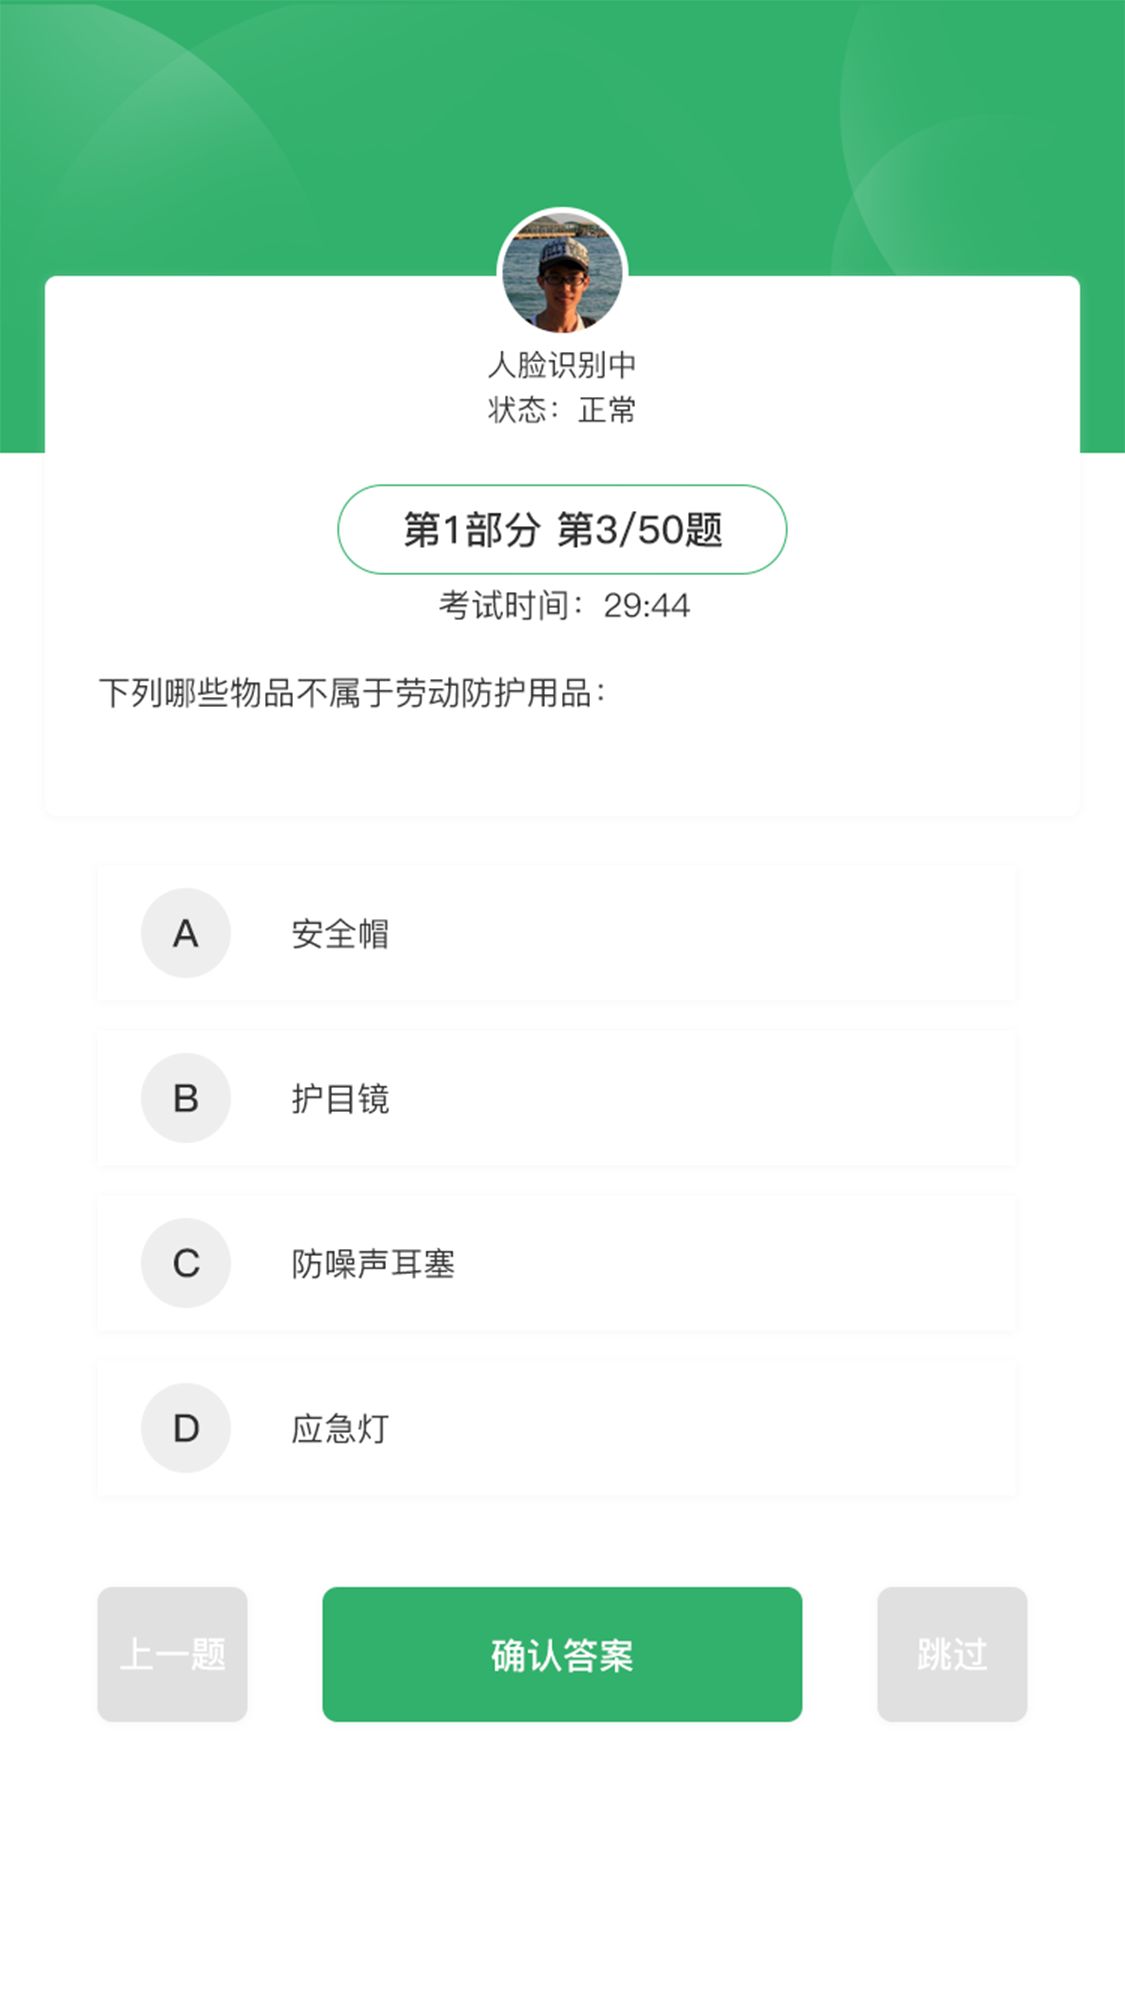 人脸识别中
状态：正常
第1部分 第3/50题
考试时间：29:44
下列哪些物品不属于劳动防护用品：
A 安全帽
B 护目镜
C 防噪声耳塞
D 应急灯
上一题 确认答案 跳过